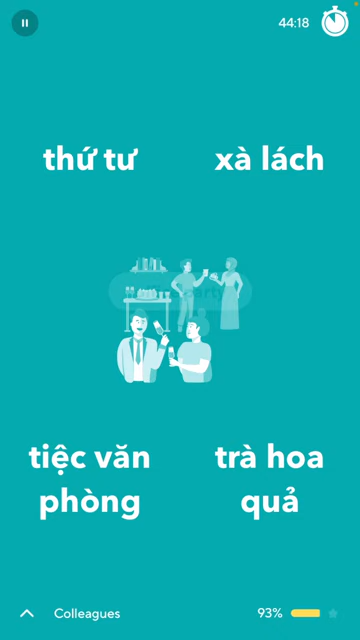 44:18
thứ tư
xà lách
tiệc văn
phòng
trà hoa
quả
Colleagues
93%